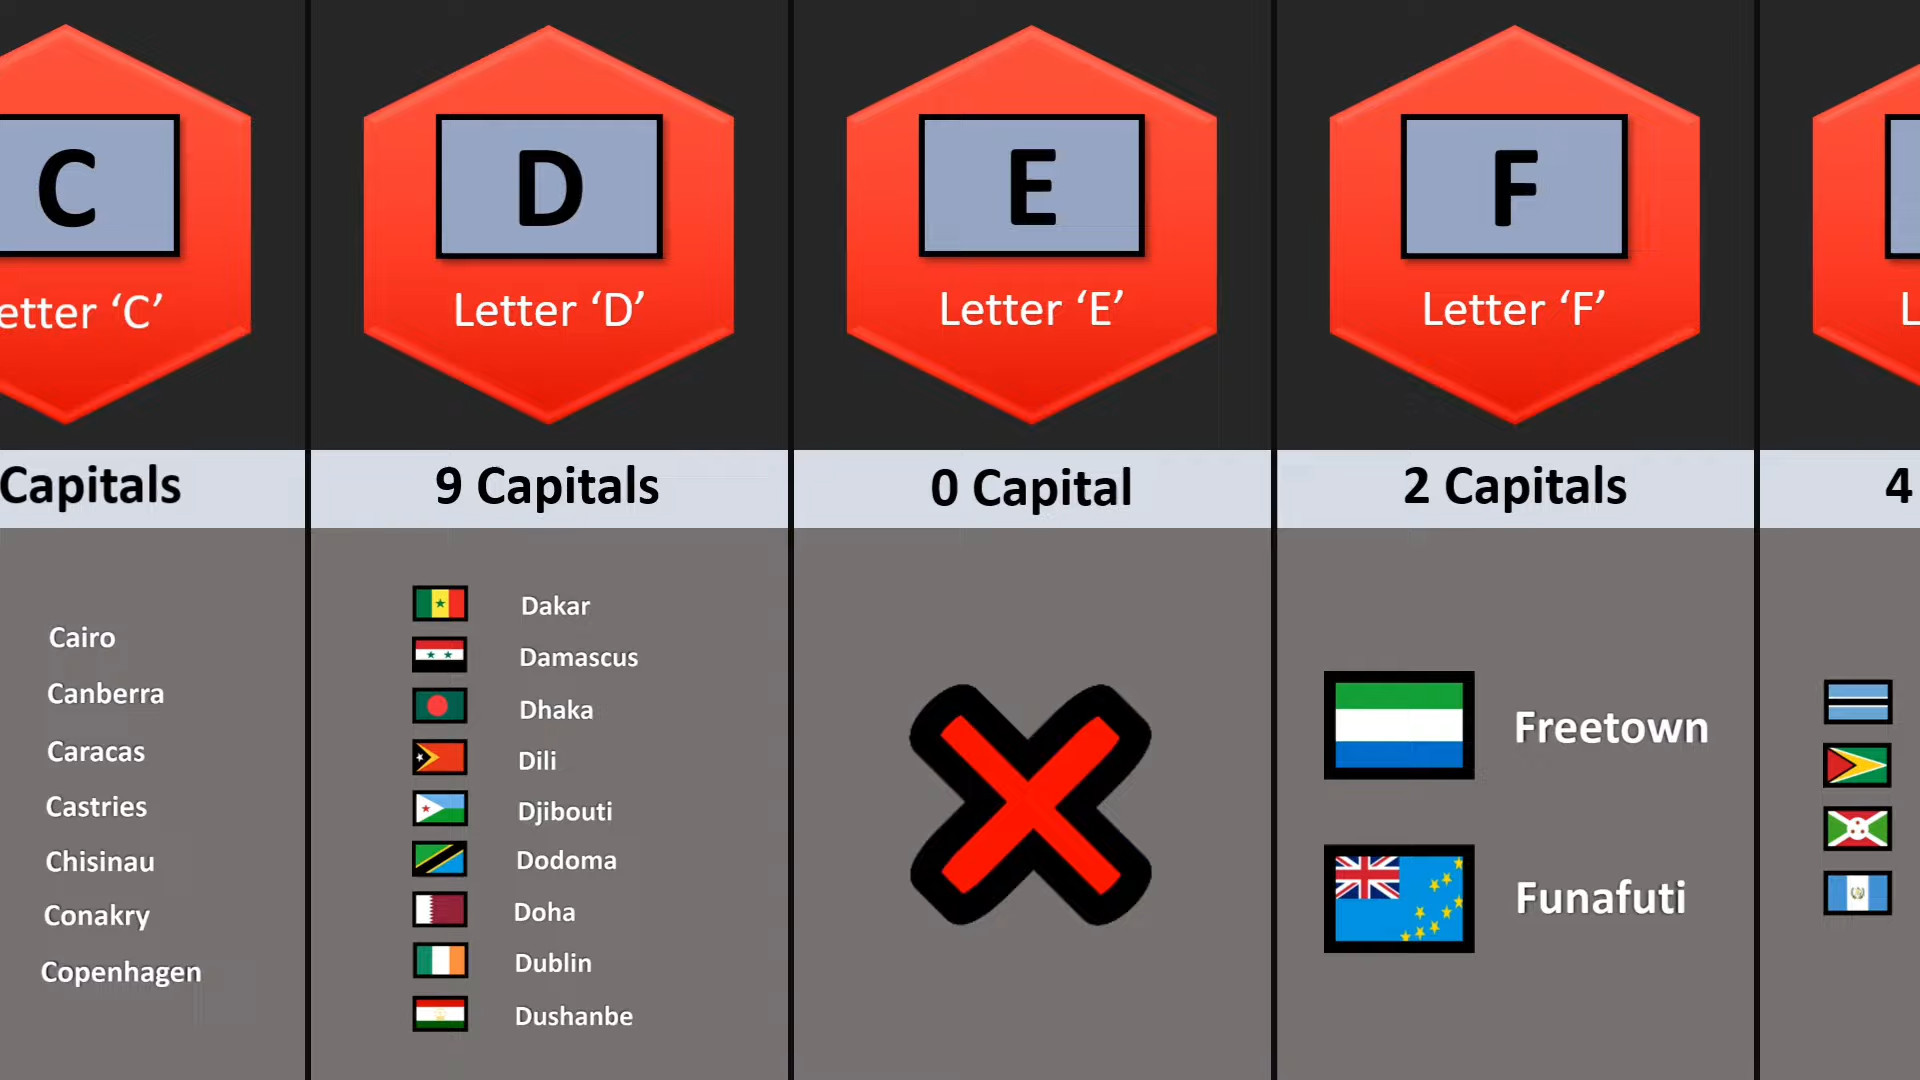 C
etter ‘C’
Capitals
Cairo
Canberra
Caracas
Castries
Chisinau
Conakry
Copenhagen
D
Letter ‘D’
9 Capitals
Dakar
Damascus
Dhaka
Dili
Djibouti
Dodoma
Doha
Dublin
Dushanbe
E
Letter ‘E’
0 Capital
F
Letter ‘F’
2 Capitals
Freetown
Funafuti
L
4